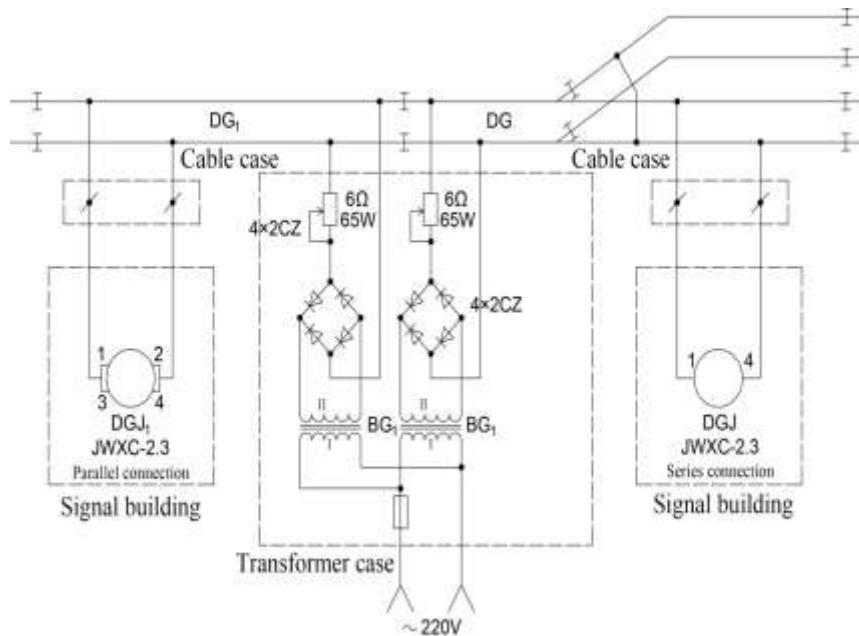 DG₁
DG
Cable case
Cable case
6Ω
65W
6Ω
65W
4×2CZ
4×2CZ
1
2
3
4
DGJ₁
JWXC-2.3
Parallel connection
Signal building
II
II
BG₁
BG₁
I
I
1
4
DGJ
JWXC-2.3
Series connection
Signal building
Transformer case
~220V